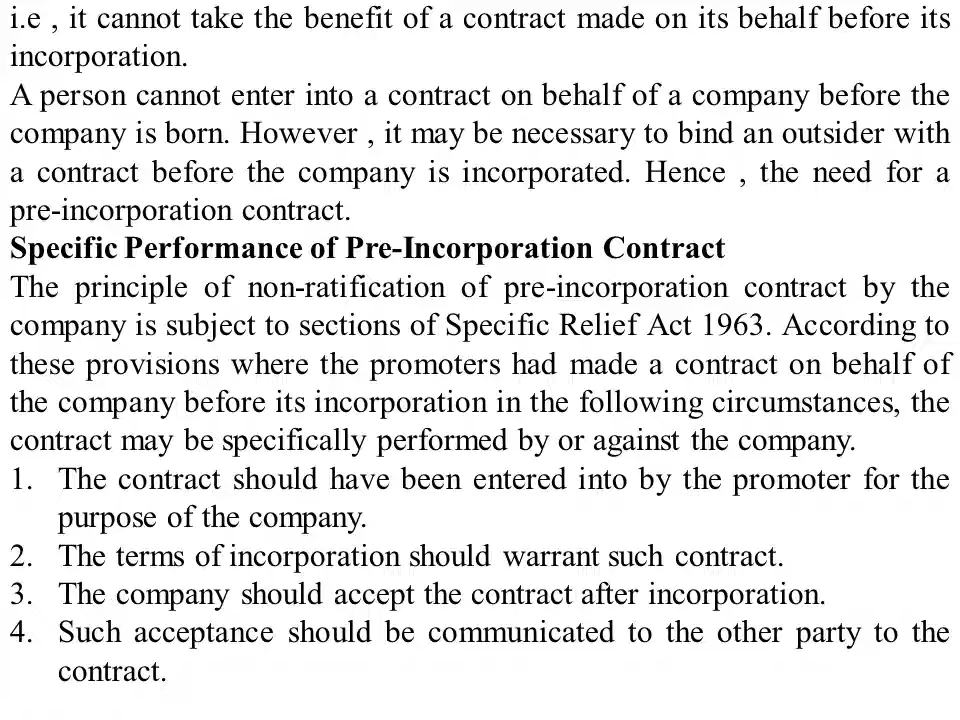 i.e , it cannot take the benefit of a contract made on its behalf before its
incorporation.
A person cannot enter into a contract on behalf of a company before the
company is born. However , it may be necessary to bind an outsider with
a contract before the company is incorporated. Hence , the need for a
pre-incorporation contract.
Specific Performance of Pre-Incorporation Contract
The principle of non-ratification of pre-incorporation contract by the
company is subject to sections of Specific Relief Act 1963. According to
these provisions where the promoters had made a contract on behalf of
the company before its incorporation in the following circumstances, the
contract may be specifically performed by or against the company.
1. The contract should have been entered into by the promoter for the
purpose of the company.
2. The terms of incorporation should warrant such contract.
3. The company should accept the contract after incorporation.
4. Such acceptance should be communicated to the other party to the
contract.